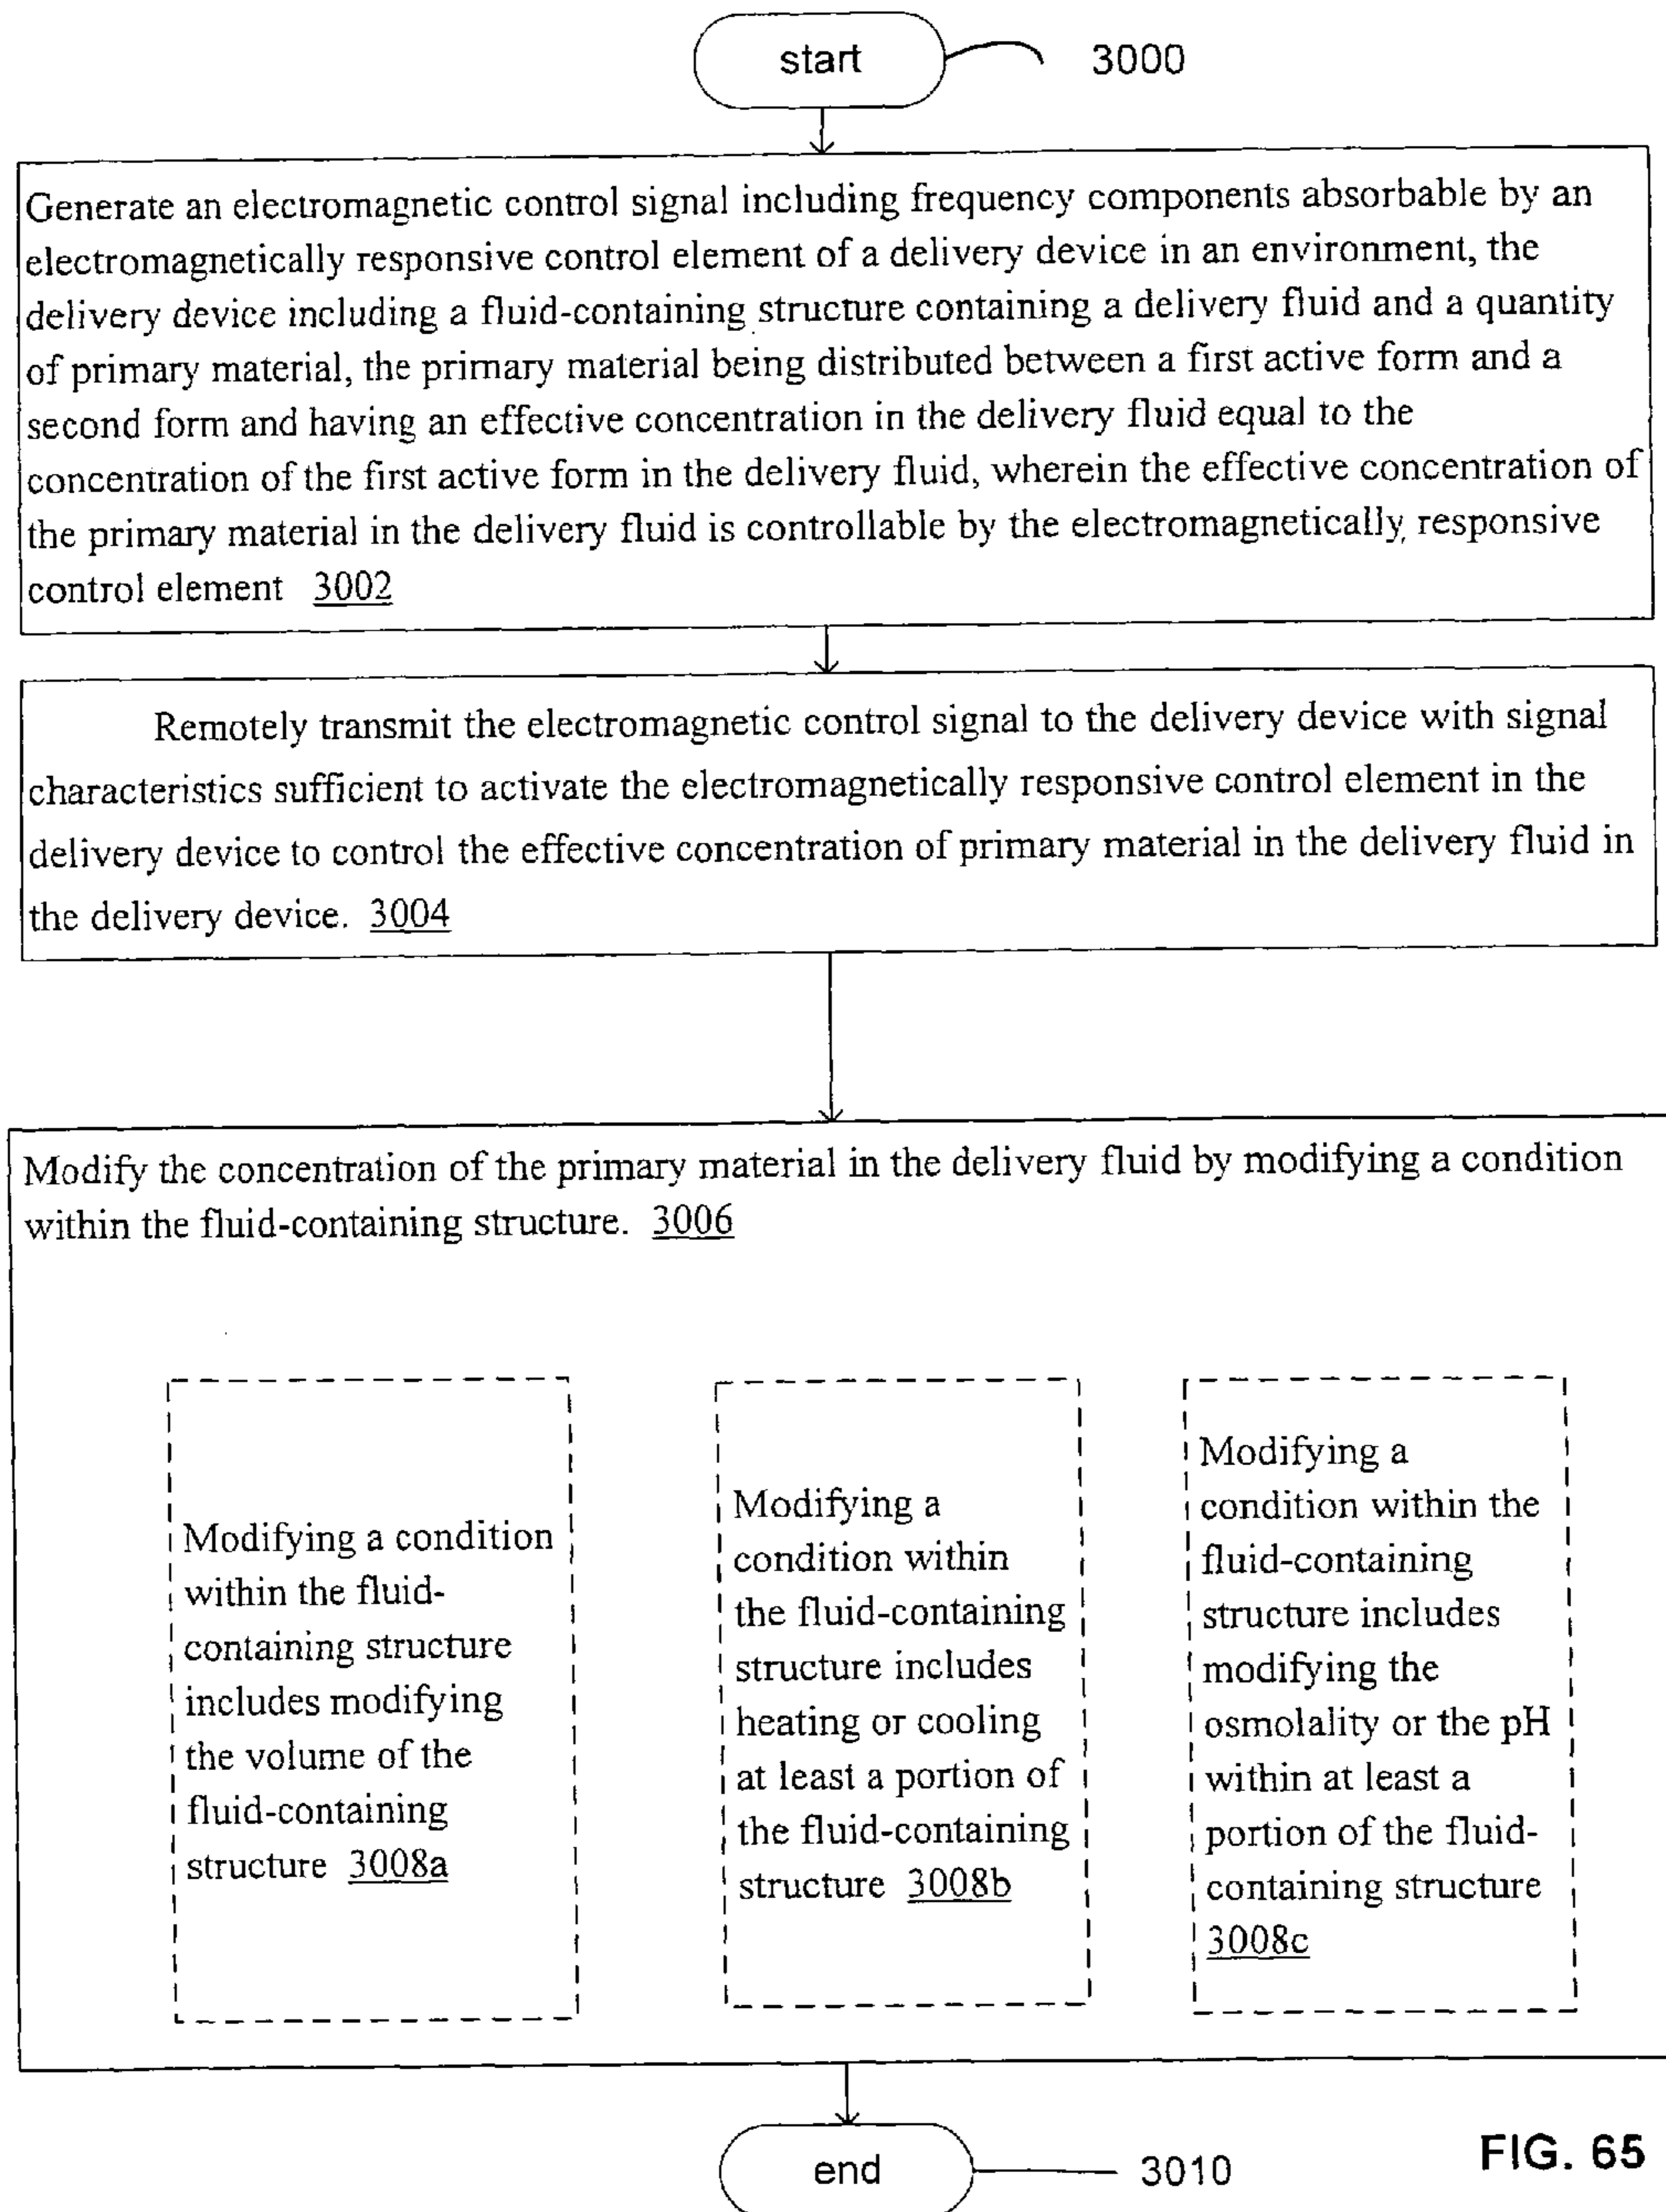 start
3000
Generate an electromagnetic control signal including frequency components absorbable by an
electromagnetically responsive control element of a delivery device in an environment, the
delivery device including a fluid-containing structure containing a delivery fluid and a quantity
of primary material, the primary material being distributed between a first active form and a
second form and having an effective concentration in the delivery fluid equal to the
concentration of the first active form in the delivery fluid, wherein the effective concentration of
the primary material in the delivery fluid is controllable by the electromagnetically responsive
control element 3002
Remotely transmit the electromagnetic control signal to the delivery device with signal
characteristics sufficient to activate the electromagnetically responsive control element in the
delivery device to control the effective concentration of primary material in the delivery fluid in
the delivery device. 3004
Modify the concentration of the primary material in the delivery fluid by modifying a condition
within the fluid-containing structure. 3006
Modifying a condition
within the fluid-
containing structure
includes modifying
the volume of the
fluid-containing
structure 3008a
Modifying a
condition within
the fluid-containing
structure includes
heating or cooling
at least a portion of
the fluid-containing
structure 3008b
Modifying a
condition within the
fluid-containing
structure includes
modifying the
osmolality or the pH
within at least a
portion of the fluid-
containing structure
3008c
end
3010
FIG. 65